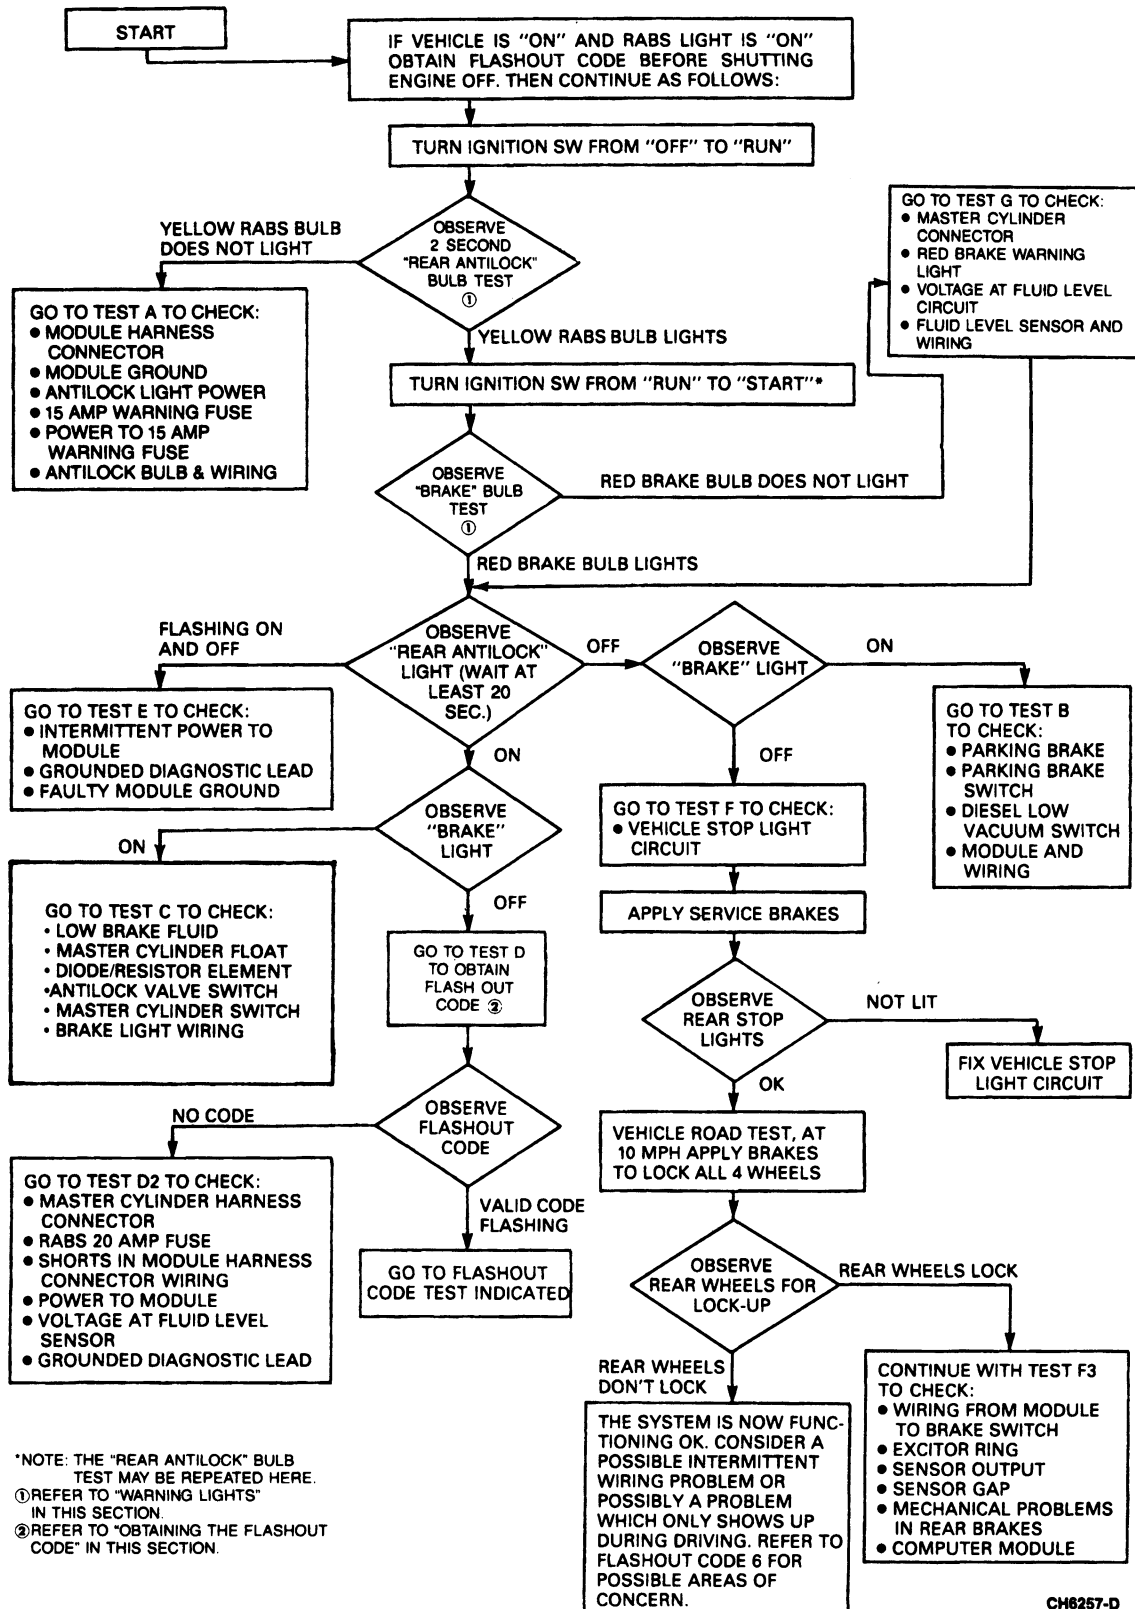 START
IF VEHICLE IS "ON" AND RABS LIGHT IS "ON"
OBTAIN FLASHOUT CODE BEFORE SHUTTING
ENGINE OFF. THEN CONTINUE AS FOLLOWS:
TURN IGNITION SW FROM "OFF" TO "RUN"
OBSERVE
2 SECOND
"REAR ANTILOCK"
BULB TEST
①
YELLOW RABS BULB
DOES NOT LIGHT
GO TO TEST A TO CHECK:
● MODULE HARNESS
CONNECTOR
● MODULE GROUND
● ANTILOCK LIGHT POWER
● 15 AMP WARNING FUSE
● POWER TO 15 AMP
WARNING FUSE
● ANTILOCK BULB & WIRING
YELLOW RABS BULB LIGHTS
TURN IGNITION SW FROM "RUN" TO "START"*
OBSERVE
"BRAKE" BULB
TEST
①
RED BRAKE BULB DOES NOT LIGHT
GO TO TEST G TO CHECK:
● MASTER CYLINDER
CONNECTOR
● RED BRAKE WARNING
LIGHT
● VOLTAGE AT FLUID LEVEL
CIRCUIT
● FLUID LEVEL SENSOR AND
WIRING
RED BRAKE BULB LIGHTS
OBSERVE
"REAR ANTILOCK"
LIGHT (WAIT AT
LEAST 20
SEC.)
FLASHING ON
AND OFF
GO TO TEST E TO CHECK:
● INTERMITTENT POWER TO
MODULE
● GROUNDED DIAGNOSTIC LEAD
● FAULTY MODULE GROUND
OFF
OBSERVE
"BRAKE" LIGHT
ON
GO TO TEST B
TO CHECK:
● PARKING BRAKE
● PARKING BRAKE
SWITCH
● DIESEL LOW
VACUUM SWITCH
● MODULE AND
WIRING
ON
OBSERVE
"BRAKE"
LIGHT
ON
GO TO TEST C TO CHECK:
• LOW BRAKE FLUID
• MASTER CYLINDER FLOAT
• DIODE/RESISTOR ELEMENT
•ANTILOCK VALVE SWITCH
• MASTER CYLINDER SWITCH
• BRAKE LIGHT WIRING
OFF
GO TO TEST D
TO OBTAIN
FLASH OUT
CODE ②
OBSERVE
FLASHOUT
CODE
NO CODE
GO TO TEST D2 TO CHECK:
● MASTER CYLINDER HARNESS
CONNECTOR
● RABS 20 AMP FUSE
● SHORTS IN MODULE HARNESS
CONNECTOR WIRING
● POWER TO MODULE
● VOLTAGE AT FLUID LEVEL
SENSOR
● GROUNDED DIAGNOSTIC LEAD
VALID CODE
FLASHING
GO TO FLASHOUT
CODE TEST INDICATED
OFF
GO TO TEST F TO CHECK:
● VEHICLE STOP LIGHT
CIRCUIT
APPLY SERVICE BRAKES
OBSERVE
REAR STOP
LIGHTS
NOT LIT
FIX VEHICLE STOP
LIGHT CIRCUIT
OK
VEHICLE ROAD TEST, AT
10 MPH APPLY BRAKES
TO LOCK ALL 4 WHEELS
OBSERVE
REAR WHEELS FOR
LOCK-UP
REAR WHEELS LOCK
CONTINUE WITH TEST F3
TO CHECK:
● WIRING FROM MODULE
TO BRAKE SWITCH
● EXCITOR RING
● SENSOR OUTPUT
● SENSOR GAP
● MECHANICAL PROBLEMS
IN REAR BRAKES
● COMPUTER MODULE
REAR WHEELS
DON'T LOCK
THE SYSTEM IS NOW FUNC-
TIONING OK. CONSIDER A
POSSIBLE INTERMITTENT
WIRING PROBLEM OR
POSSIBLY A PROBLEM
WHICH ONLY SHOWS UP
DURING DRIVING. REFER TO
FLASHOUT CODE 6 FOR
POSSIBLE AREAS OF
CONCERN.
*NOTE: THE "REAR ANTILOCK" BULB
TEST MAY BE REPEATED HERE.
①REFER TO "WARNING LIGHTS"
IN THIS SECTION.
②REFER TO "OBTAINING THE FLASHOUT
CODE" IN THIS SECTION.
CH6257-D